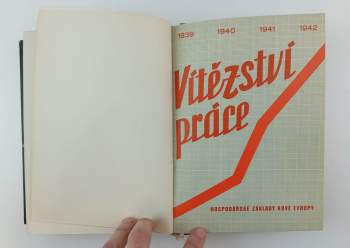 1939 1940 1941 1942
Vítězství
práce
HOSPODÁŘSKÉ ZÁKLADY NOVÉ EVROPY